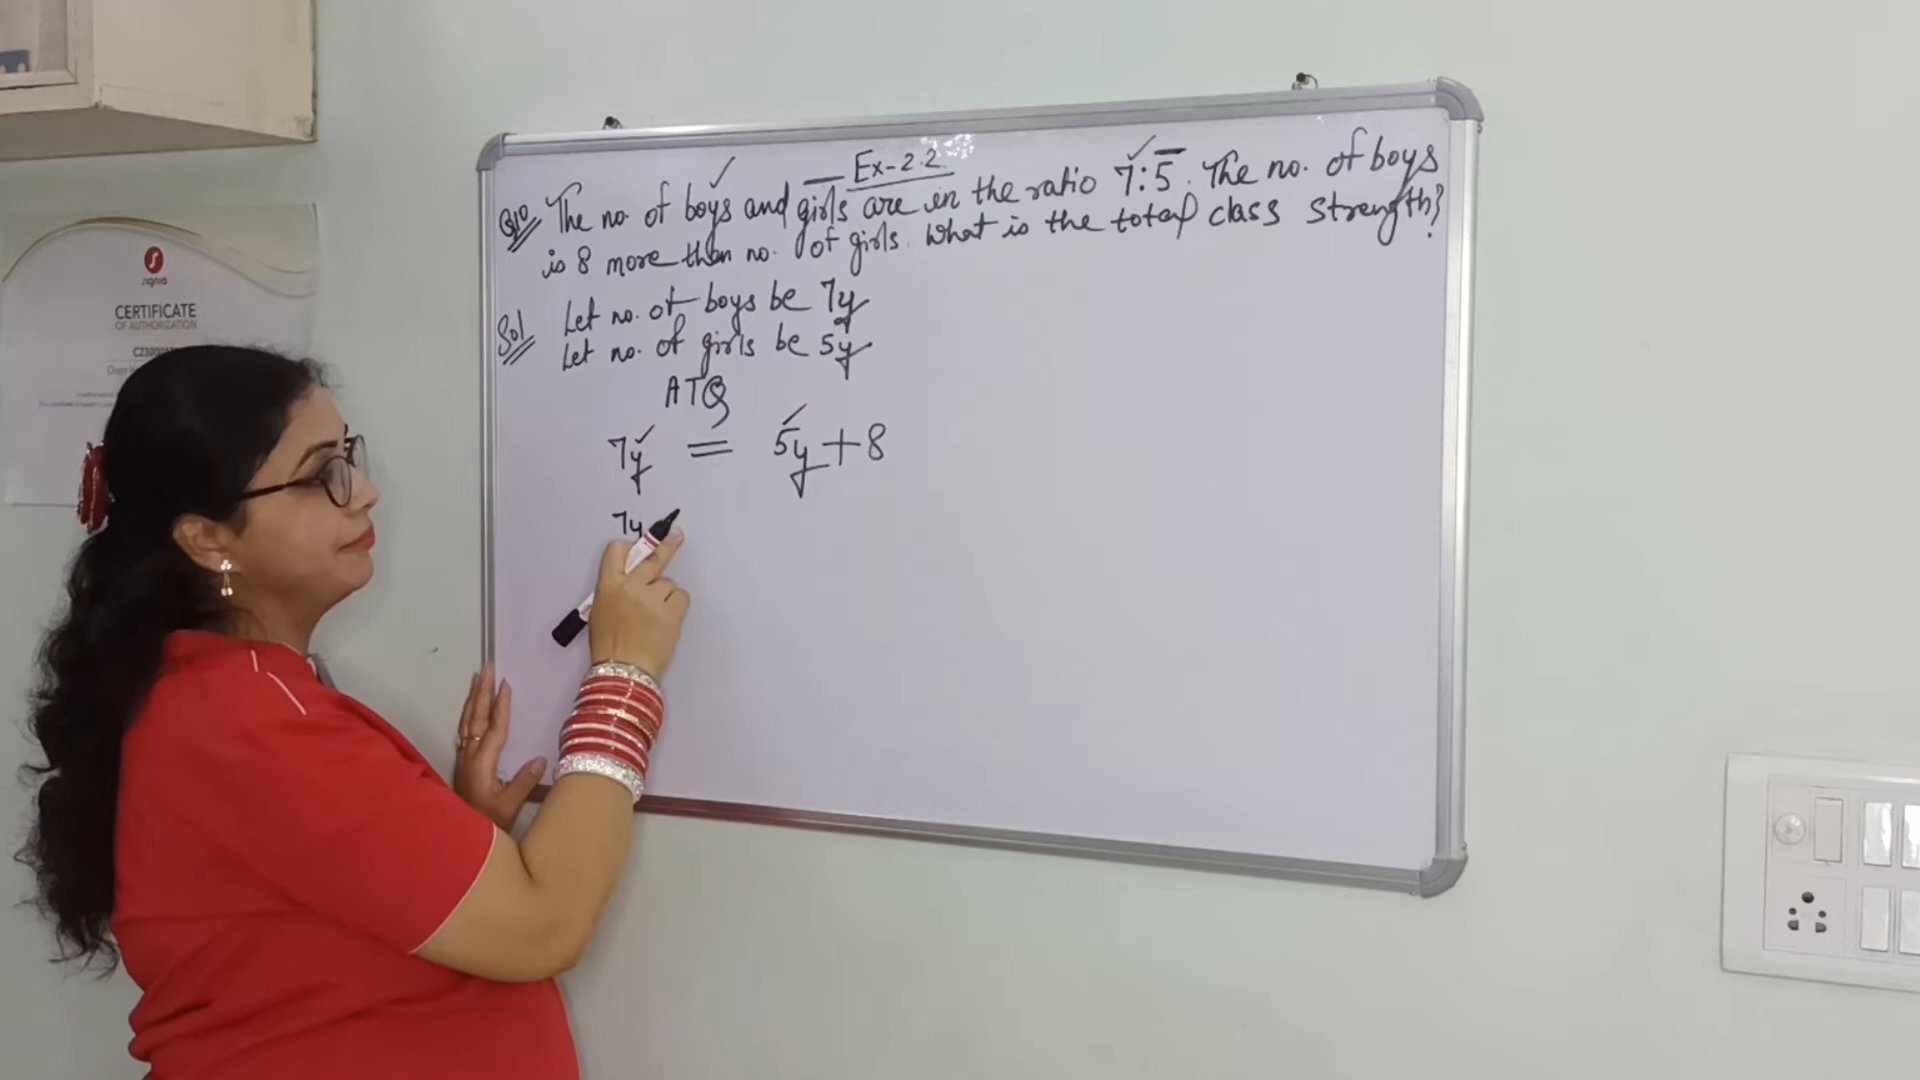 Ex-2.2
Q10 The no. of boys and girls are in the ratio 7:5. The no. of boys
is 8 more than no. of girls. What is the total class strength?
Sol Let no. of boys be 7y
Let no. of girls be 5y
ATQ
7y = 5y+8
7y
signia
CERTIFICATE
OF AUTHORIZATION